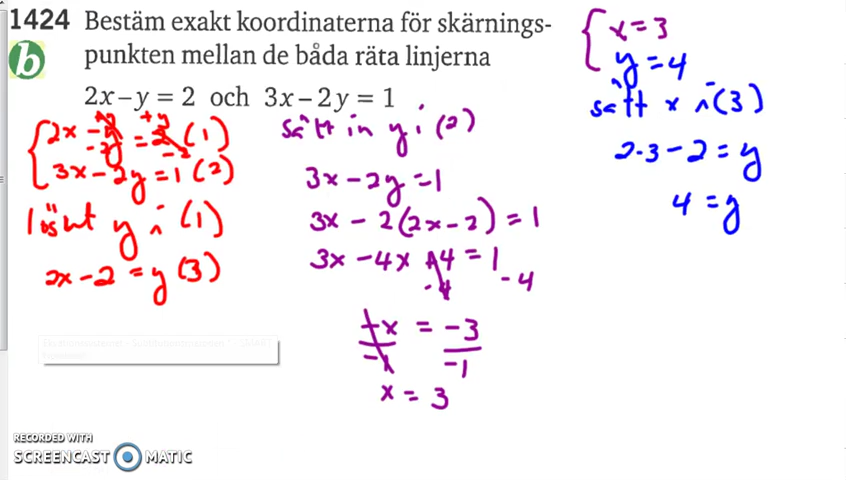 1424 Bestäm exakt koordinaterna för skärnings-
b punkten mellan de båda räta linjerna
2x−y = 2 och 3x−2y = 1
2x − y = 2 (1)
+y +y
−2 −2
3x − 2y = 1 (2)
löst y i (1)
2x − 2 = y (3)
sätt in y i (2)
3x − 2y = 1
3x − 2(2x − 2) = 1
3x − 4x + 4 = 1
−4 −4
−x = −3
−1 −1
x = 3
x = 3
y = 4
sätt x i (3)
2·3 − 2 = y
4 = y
RECORDED WITH
SCREENCAST MATIC